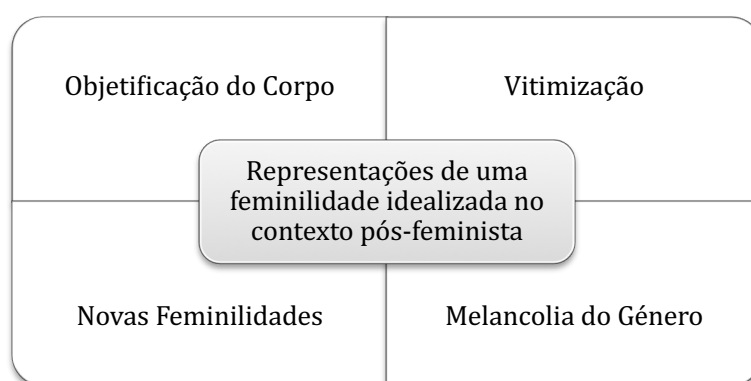 Objetificação do Corpo
Vitimização
Representações de uma
feminilidade idealizada no
contexto pós-feminista
Novas Feminilidades
Melancolia do Género